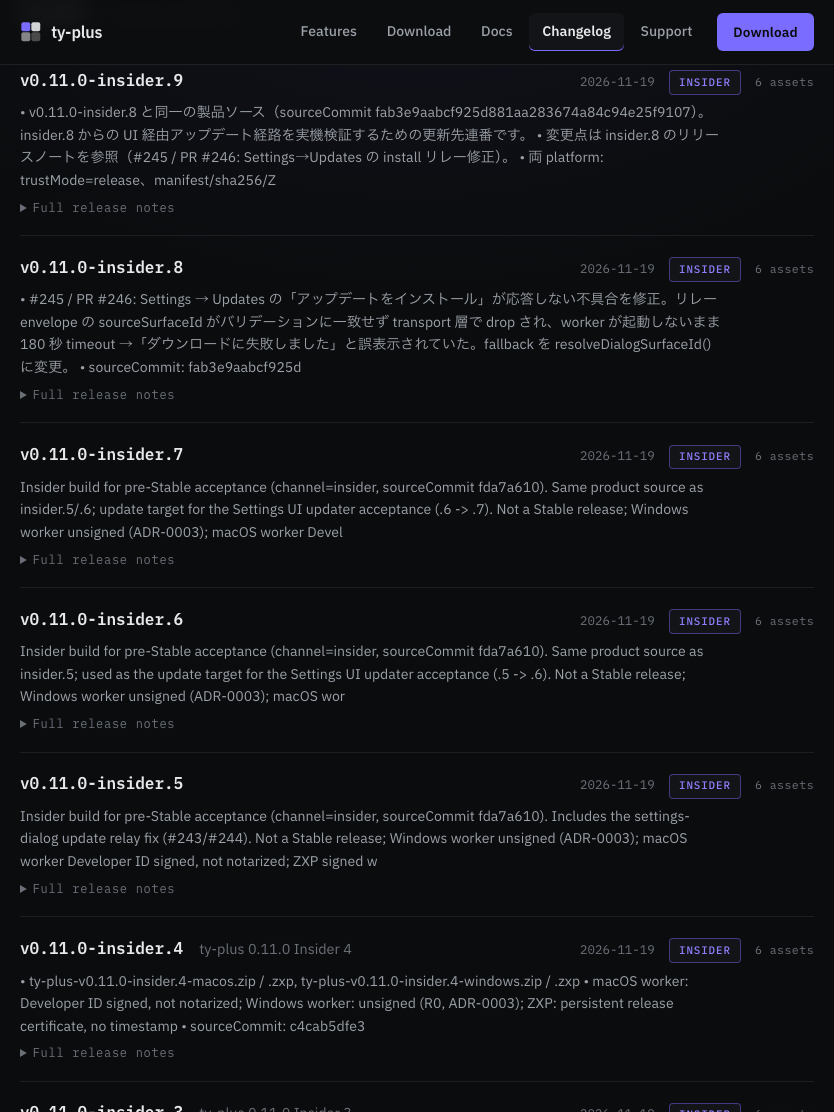 ty-plus
Features
Download
Docs
Changelog
Support
Download
v0.11.0-insider.9
2026-11-19
INSIDER
6 assets
• v0.11.0-insider.8 と同一の製品ソース（sourceCommit fab3e9aabcf925d881aa283674a84c94e25f9107）。
insider.8 からの UI 経由アップデート経路を実機検証するための更新先連番です。 • 変更点は insider.8 のリリー
スノートを参照（#245 / PR #246: Settings→Updates の install リレー修正）。 • 両 platform:
trustMode=release、manifest/sha256/Z
▶ Full release notes
v0.11.0-insider.8
2026-11-19
INSIDER
6 assets
• #245 / PR #246: Settings → Updates の「アップデートをインストール」が応答しない不具合を修正。リレー
envelope の sourceSurfaceId がバリデーションに一致せず transport 層で drop され、worker が起動しないまま
180 秒 timeout →「ダウンロードに失敗しました」と誤表示されていた。fallback を resolveDialogSurfaceId()
に変更。 • sourceCommit: fab3e9aabcf925d
▶ Full release notes
v0.11.0-insider.7
2026-11-19
INSIDER
6 assets
Insider build for pre-Stable acceptance (channel=insider, sourceCommit fda7a610). Same product source as
insider.5/.6; update target for the Settings UI updater acceptance (.6 -> .7). Not a Stable release; Windows
worker unsigned (ADR-0003); macOS worker Devel
▶ Full release notes
v0.11.0-insider.6
2026-11-19
INSIDER
6 assets
Insider build for pre-Stable acceptance (channel=insider, sourceCommit fda7a610). Same product source as
insider.5; used as the update target for the Settings UI updater acceptance (.5 -> .6). Not a Stable release;
Windows worker unsigned (ADR-0003); macOS wor
▶ Full release notes
v0.11.0-insider.5
2026-11-19
INSIDER
6 assets
Insider build for pre-Stable acceptance (channel=insider, sourceCommit fda7a610). Includes the settings-
dialog update relay fix (#243/#244). Not a Stable release; Windows worker unsigned (ADR-0003); macOS
worker Developer ID signed, not notarized; ZXP signed w
▶ Full release notes
v0.11.0-insider.4 ty-plus 0.11.0 Insider 4
2026-11-19
INSIDER
6 assets
• ty-plus-v0.11.0-insider.4-macos.zip / .zxp, ty-plus-v0.11.0-insider.4-windows.zip / .zxp • macOS worker:
Developer ID signed, not notarized; Windows worker: unsigned (R0, ADR-0003); ZXP: persistent release
certificate, no timestamp • sourceCommit: c4cab5dfe3
▶ Full release notes
v0.11.0-insider.3 ty-plus 0.11.0 Insider 3